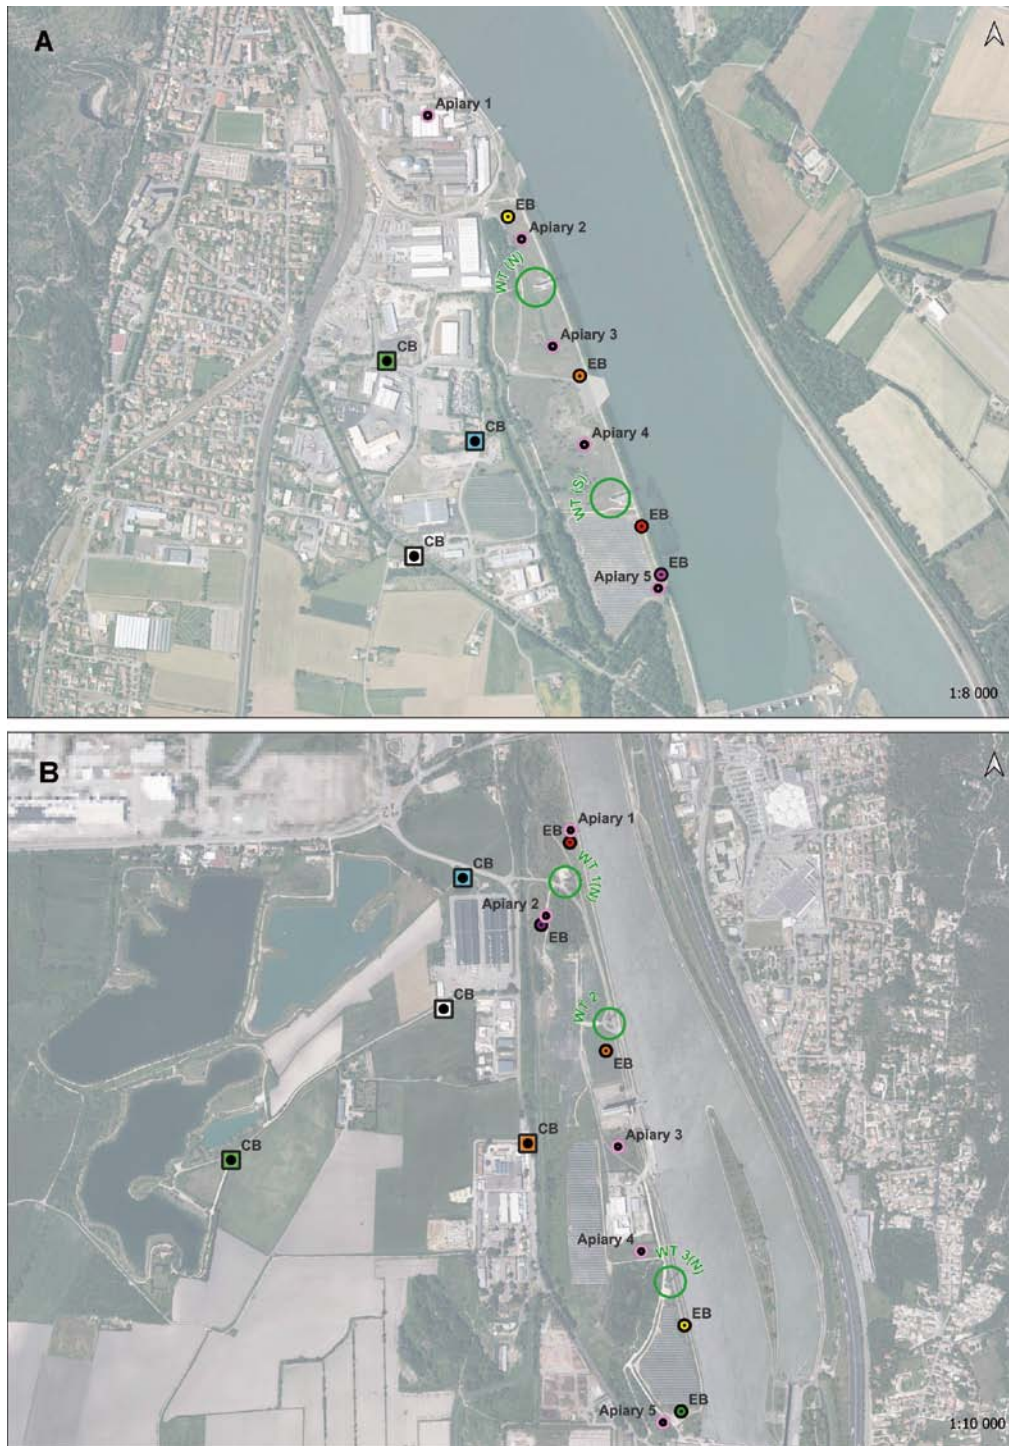 A
Apiary 1
EB
Apiary 2
WT (N)
Apiary 3
CB
EB
CB
Apiary 4
WT (S)
EB
CB
EB
Apiary 5
1:8 000
B
Apiary 1
EB
WT 1(N)
CB
Apiary 2
EB
CB
WT 2
EB
CB
Apiary 3
CB
Apiary 4
WT 3(N)
EB
EB
Apiary 5
1:10 000